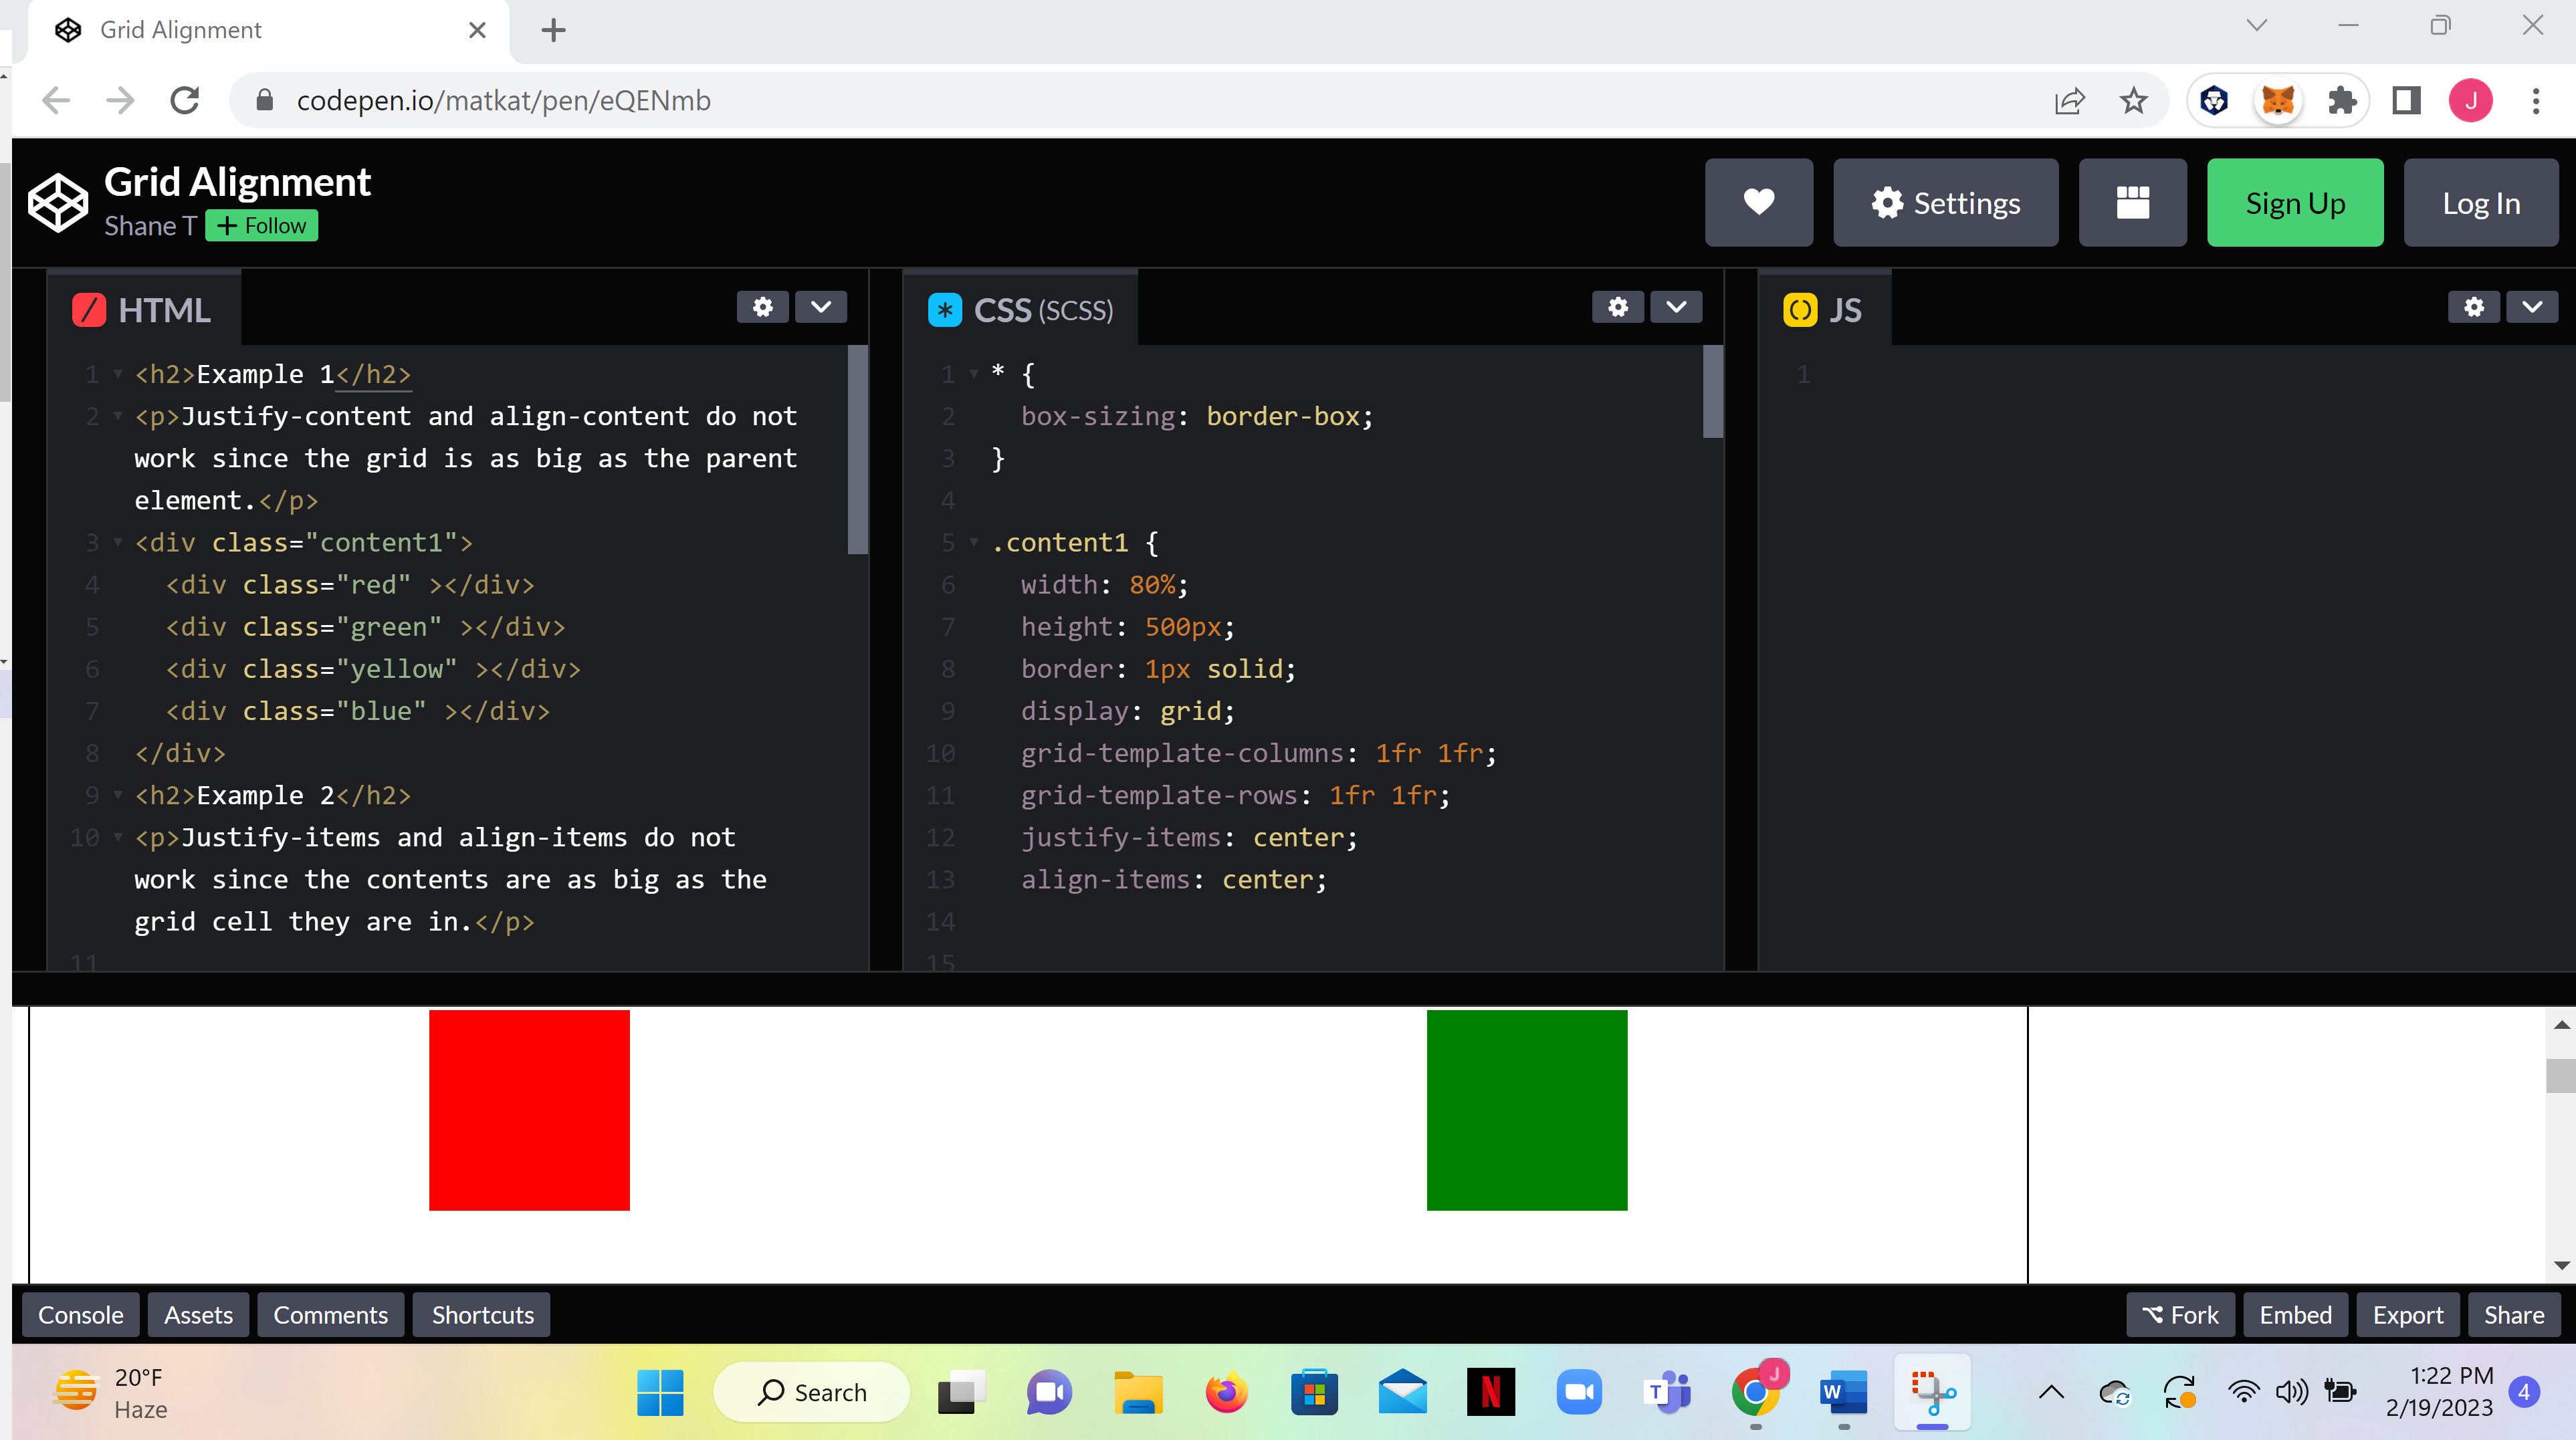 Grid Alignment
codepen.io/matkat/pen/eQENmb
J
Grid Alignment
Shane T + Follow
Settings
Sign Up
Log In
HTML
1 <h2>Example 1</h2>
2 <p>Justify-content and align-content do not
work since the grid is as big as the parent
element.</p>
3 <div class="content1">
4 <div class="red" ></div>
5 <div class="green" ></div>
6 <div class="yellow" ></div>
7 <div class="blue" ></div>
8 </div>
9 <h2>Example 2</h2>
10 <p>Justify-items and align-items do not
work since the contents are as big as the
grid cell they are in.</p>
11
CSS (SCSS)
1 * {
2 box-sizing: border-box;
3 }
4
5 .content1 {
6 width: 80%;
7 height: 500px;
8 border: 1px solid;
9 display: grid;
10 grid-template-columns: 1fr 1fr;
11 grid-template-rows: 1fr 1fr;
12 justify-items: center;
13 align-items: center;
14
15
JS
1
Console
Assets
Comments
Shortcuts
Fork
Embed
Export
Share
20°F
Haze
Search
N
T
J
W
1:22 PM
2/19/2023
4